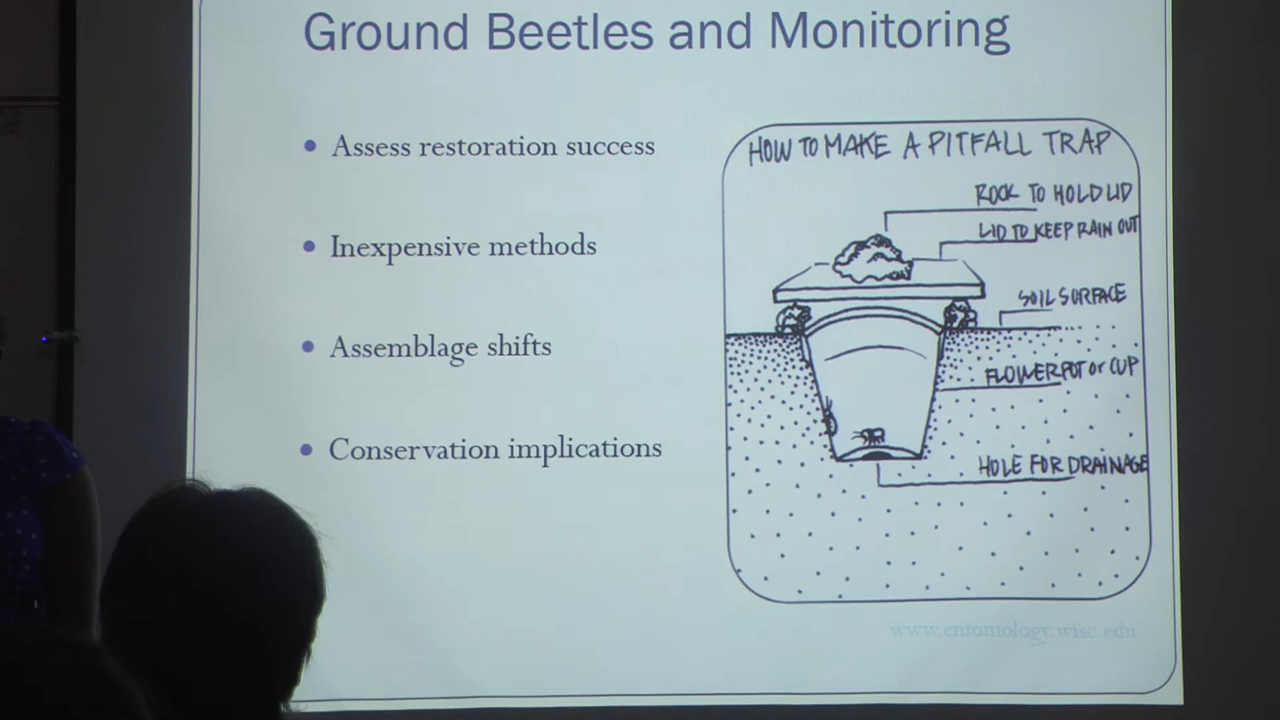 Ground Beetles and Monitoring
• Assess restoration success
• Inexpensive methods
• Assemblage shifts
• Conservation implications
HOW TO MAKE A PITFALL TRAP
ROCK TO HOLD LID
LID TO KEEP RAIN OUT
SOIL SURFACE
FLOWERPOT or CUP
HOLE FOR DRAINAGE
www.entomology.wisc.edu